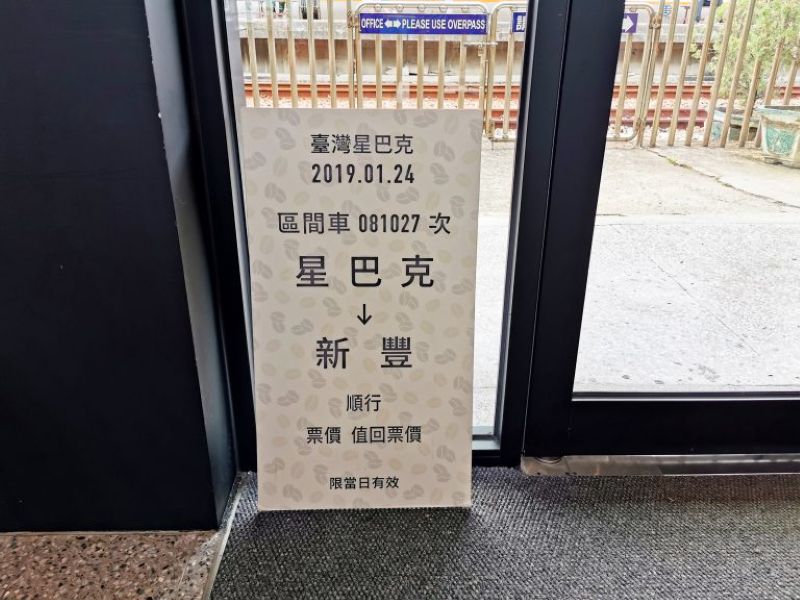 OFFICE ⇦⇨ PLEASE USE OVERPASS
臺灣星巴克
2019.01.24
區間車 081027 次
星巴克
↓
新豐
順行
票價 值回票價
限當日有效